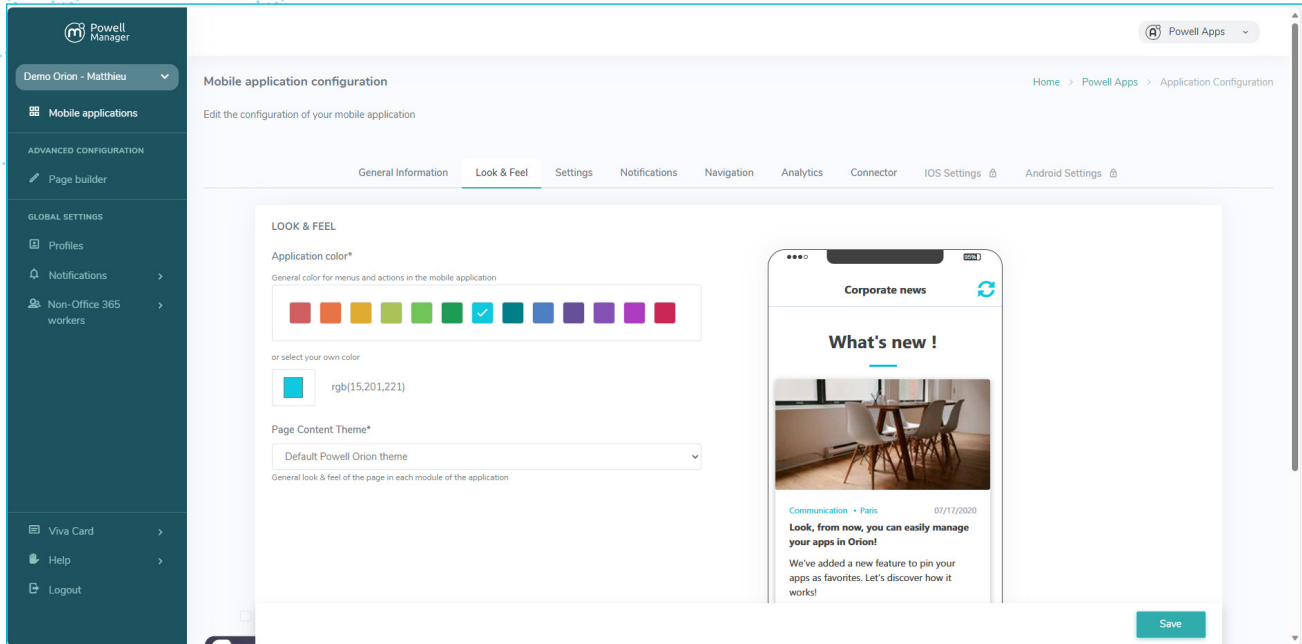 Powell
Manager
Powell Apps
Demo Orion - Matthieu
Mobile applications
ADVANCED CONFIGURATION
Page builder
GLOBAL SETTINGS
Profiles
Notifications
Non-Office 365
workers
Viva Card
Help
Logout
Mobile application configuration
Home > Powell Apps > Application Configuration
Edit the configuration of your mobile application
General Information Look & Feel Settings Notifications Navigation Analytics Connector IOS Settings Android Settings
LOOK & FEEL
Application color*
General color for menus and actions in the mobile application
or select your own color
rgb(15,201,221)
Page Content Theme*
Default Powell Orion theme
General look & feel of the page in each module of the application
95%
Corporate news
What's new !
Communication • Paris 07/17/2020
Look, from now, you can easily manage
your apps in Orion!
We've added a new feature to pin your
apps as favorites. Let's discover how it
works!
Save